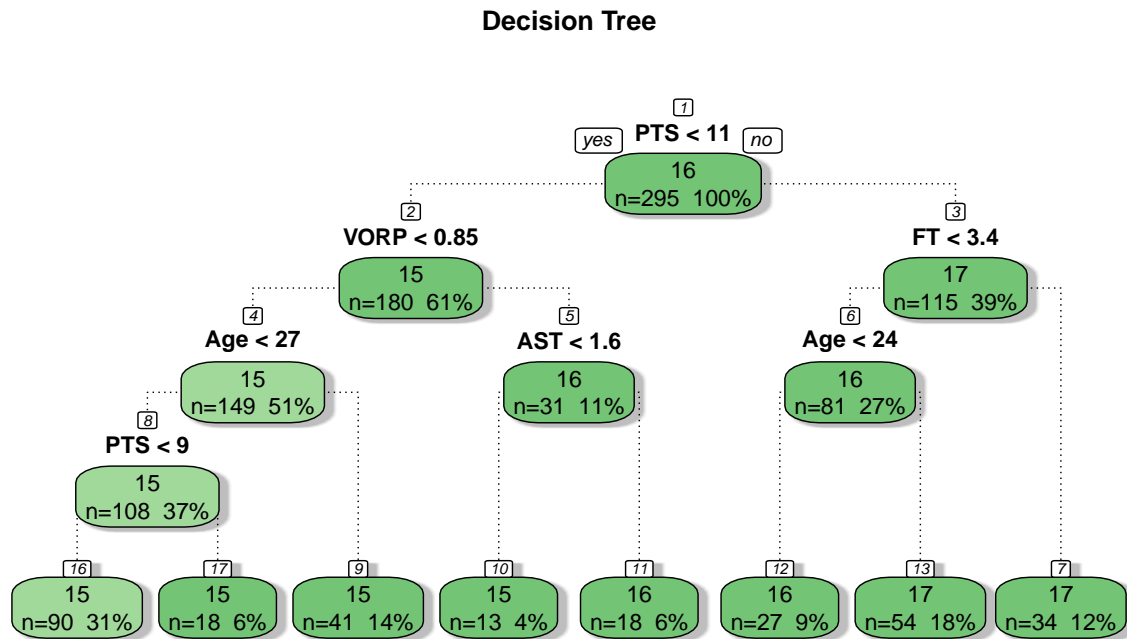 Decision Tree
1
yes PTS < 11 no
16
n=295 100%
2
VORP < 0.85
15
n=180 61%
3
FT < 3.4
17
n=115 39%
4
Age < 27
15
n=149 51%
5
AST < 1.6
16
n=31 11%
6
Age < 24
16
n=81 27%
8
PTS < 9
15
n=108 37%
16
15
n=90 31%
17
15
n=18 6%
9
15
n=41 14%
10
15
n=13 4%
11
16
n=18 6%
12
16
n=27 9%
13
17
n=54 18%
7
17
n=34 12%